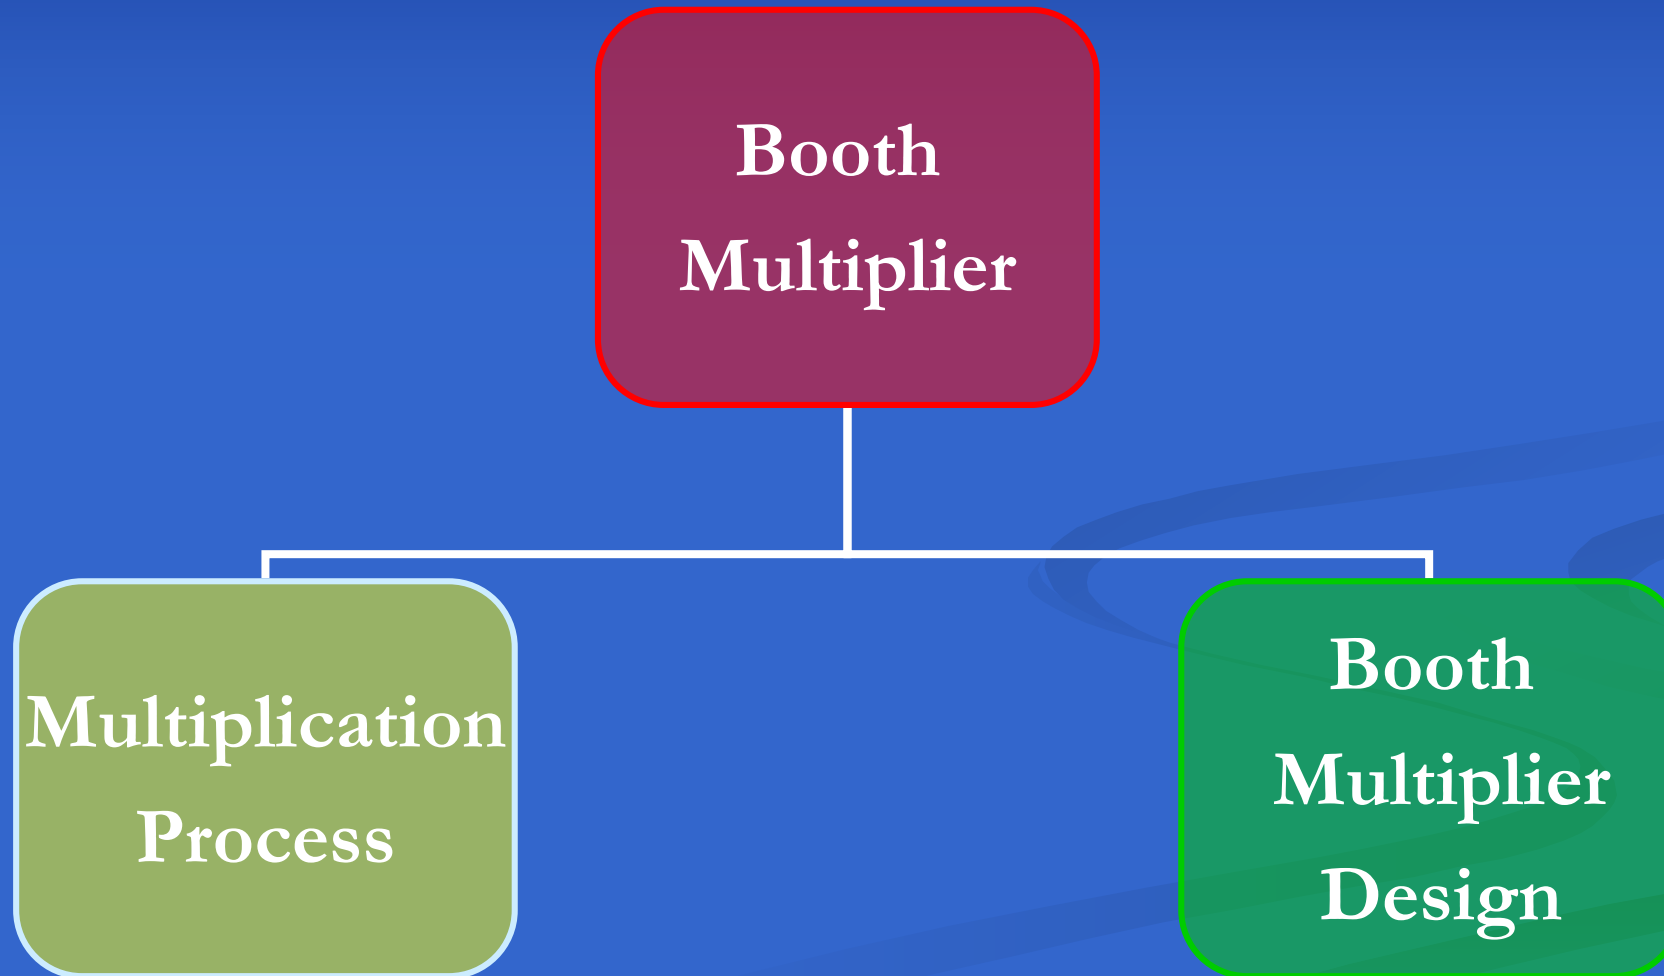 Booth
Multiplier
Multiplication
Process
Booth
Multiplier
Design